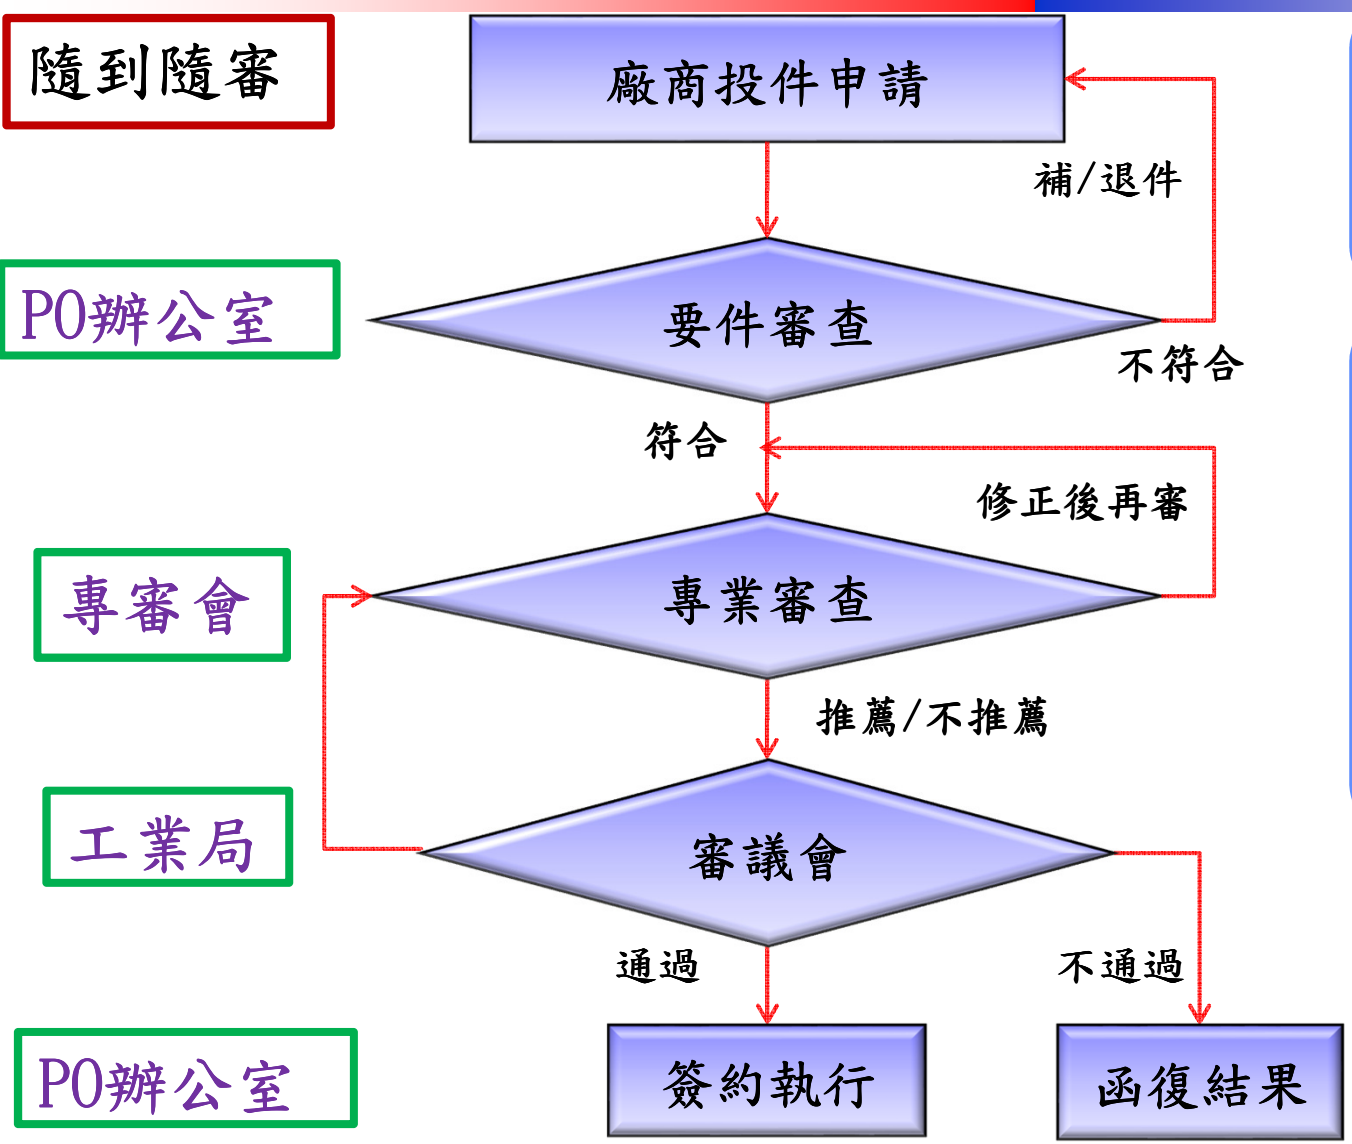 隨到隨審
廠商投件申請
補/退件
PO辦公室
要件審查
不符合
符合
修正後再審
專審會
專業審查
推薦/不推薦
工業局
審議會
通過
不通過
PO辦公室
簽約執行
函復結果